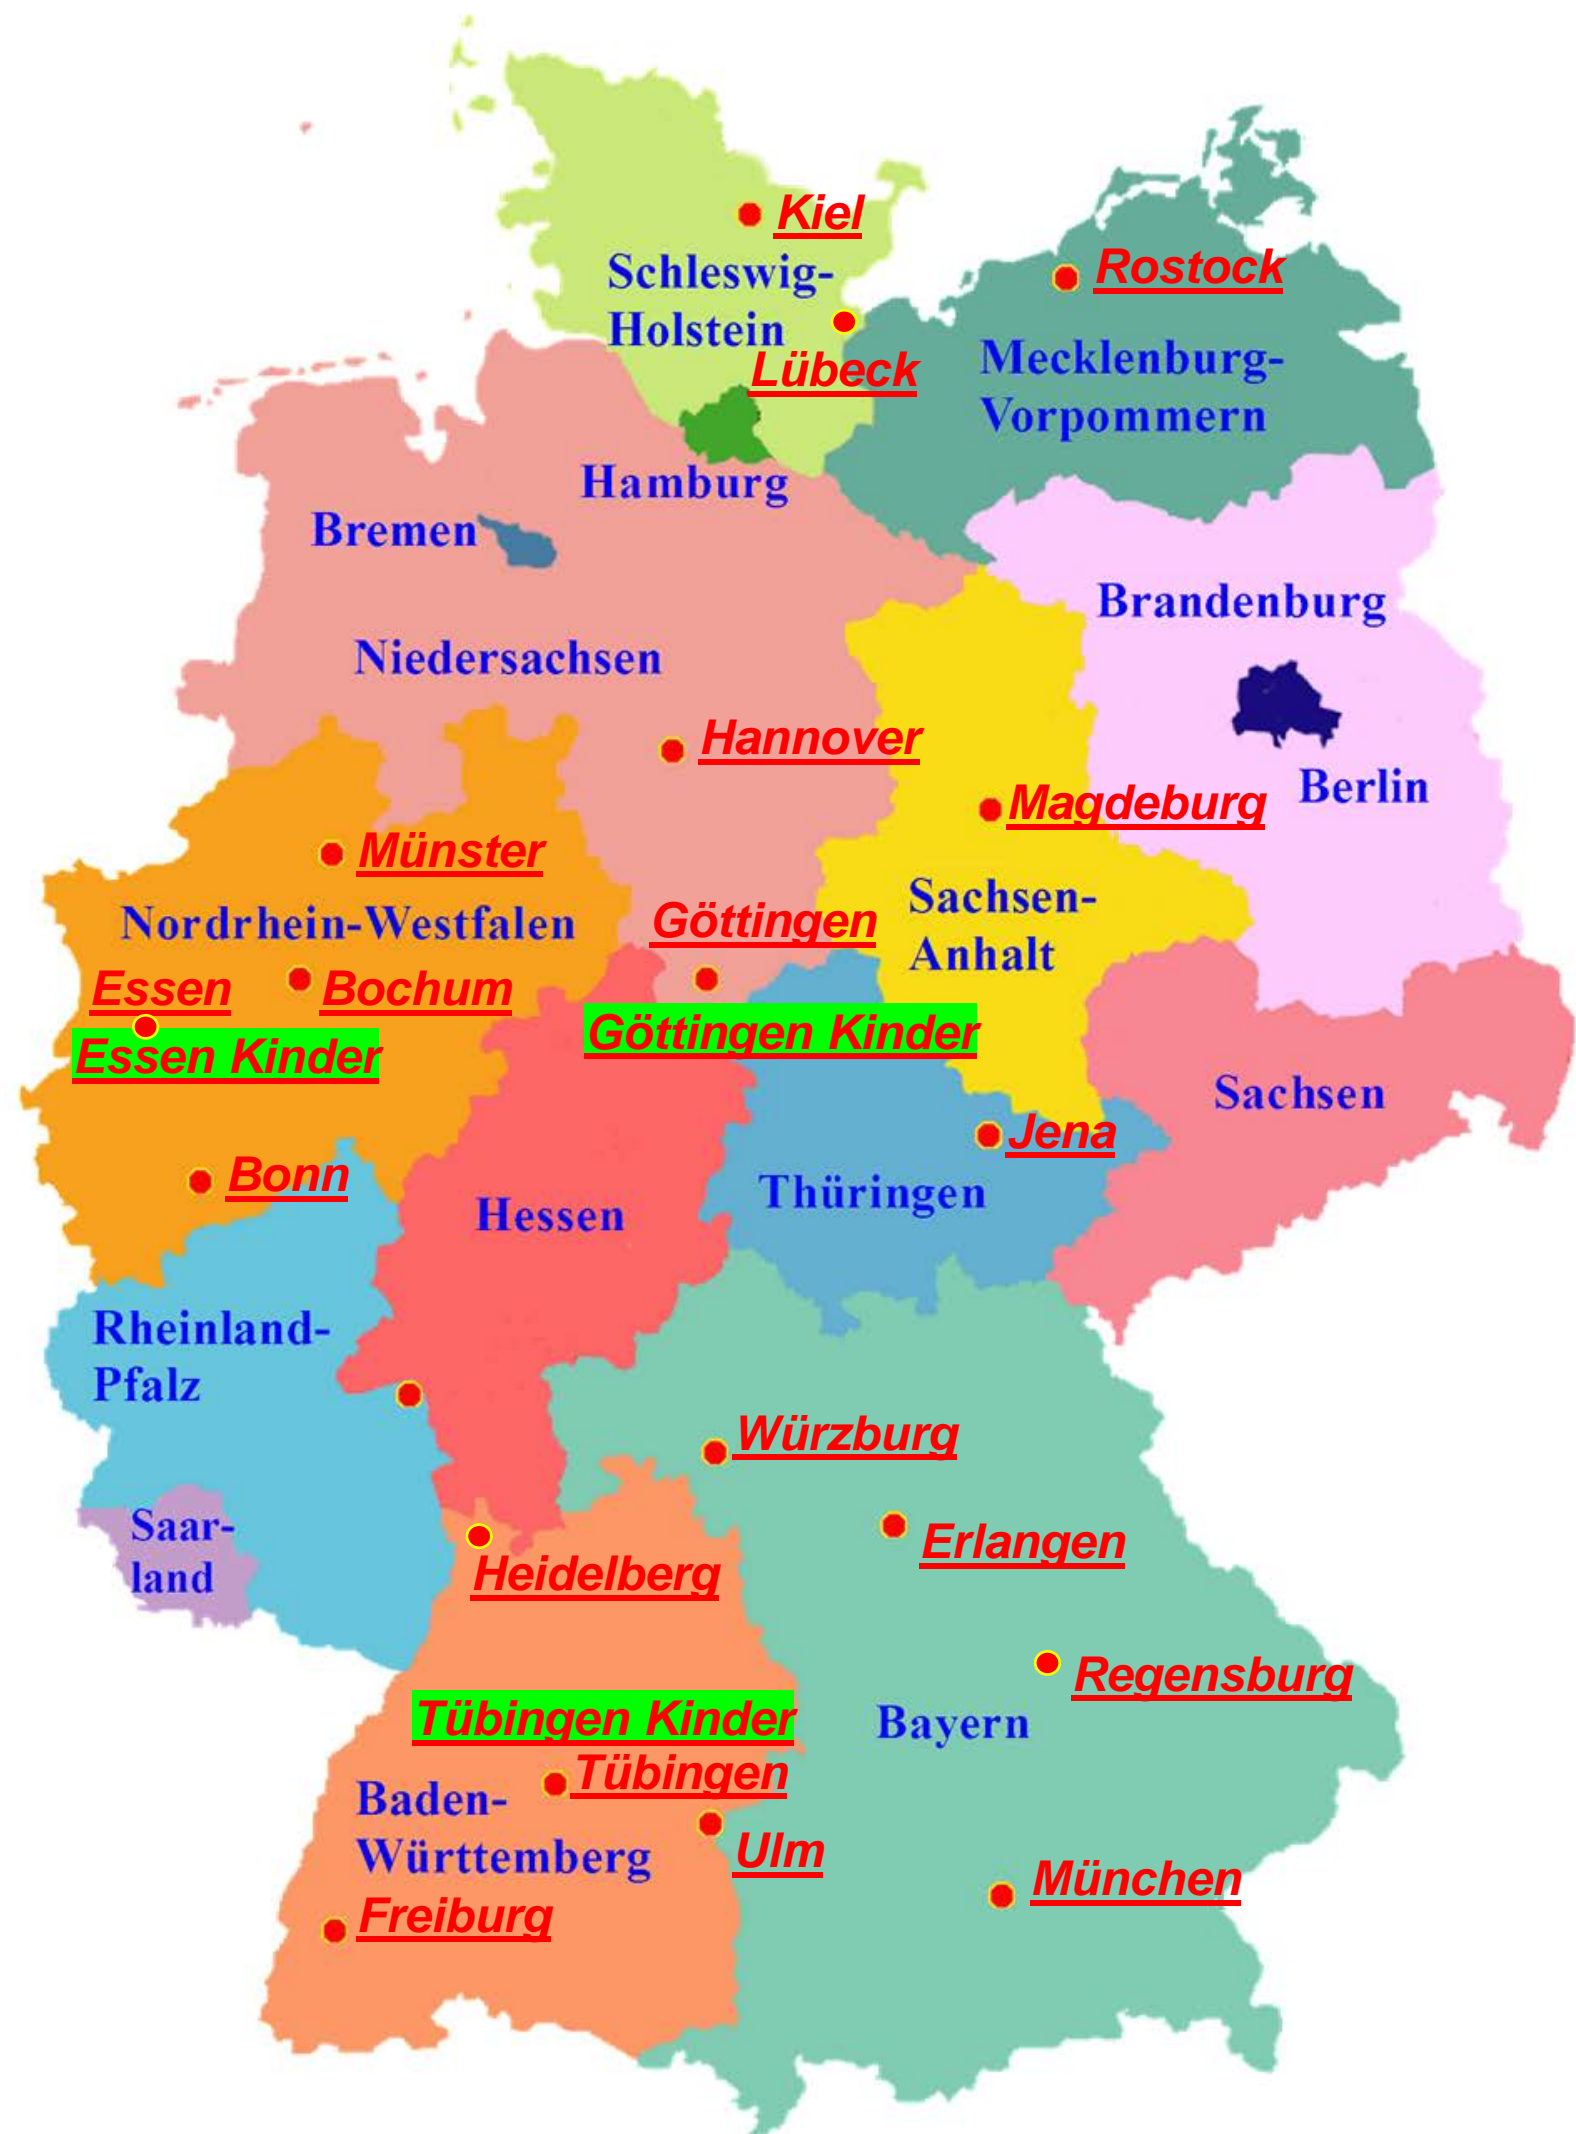 Kiel
Schleswig-
Holstein
Rostock
Lübeck
Mecklenburg-
Vorpommern
Hamburg
Bremen
Brandenburg
Niedersachsen
Hannover
Berlin
Magdeburg
Münster
Nordrhein-Westfalen
Göttingen
Sachsen-
Anhalt
Essen
Bochum
Göttingen Kinder
Essen Kinder
Sachsen
Jena
Bonn
Thüringen
Hessen
Rheinland-
Pfalz
Würzburg
Saar-
land
Erlangen
Heidelberg
Regensburg
Tübingen Kinder
Bayern
Tübingen
Baden-
Württemberg
Ulm
München
Freiburg